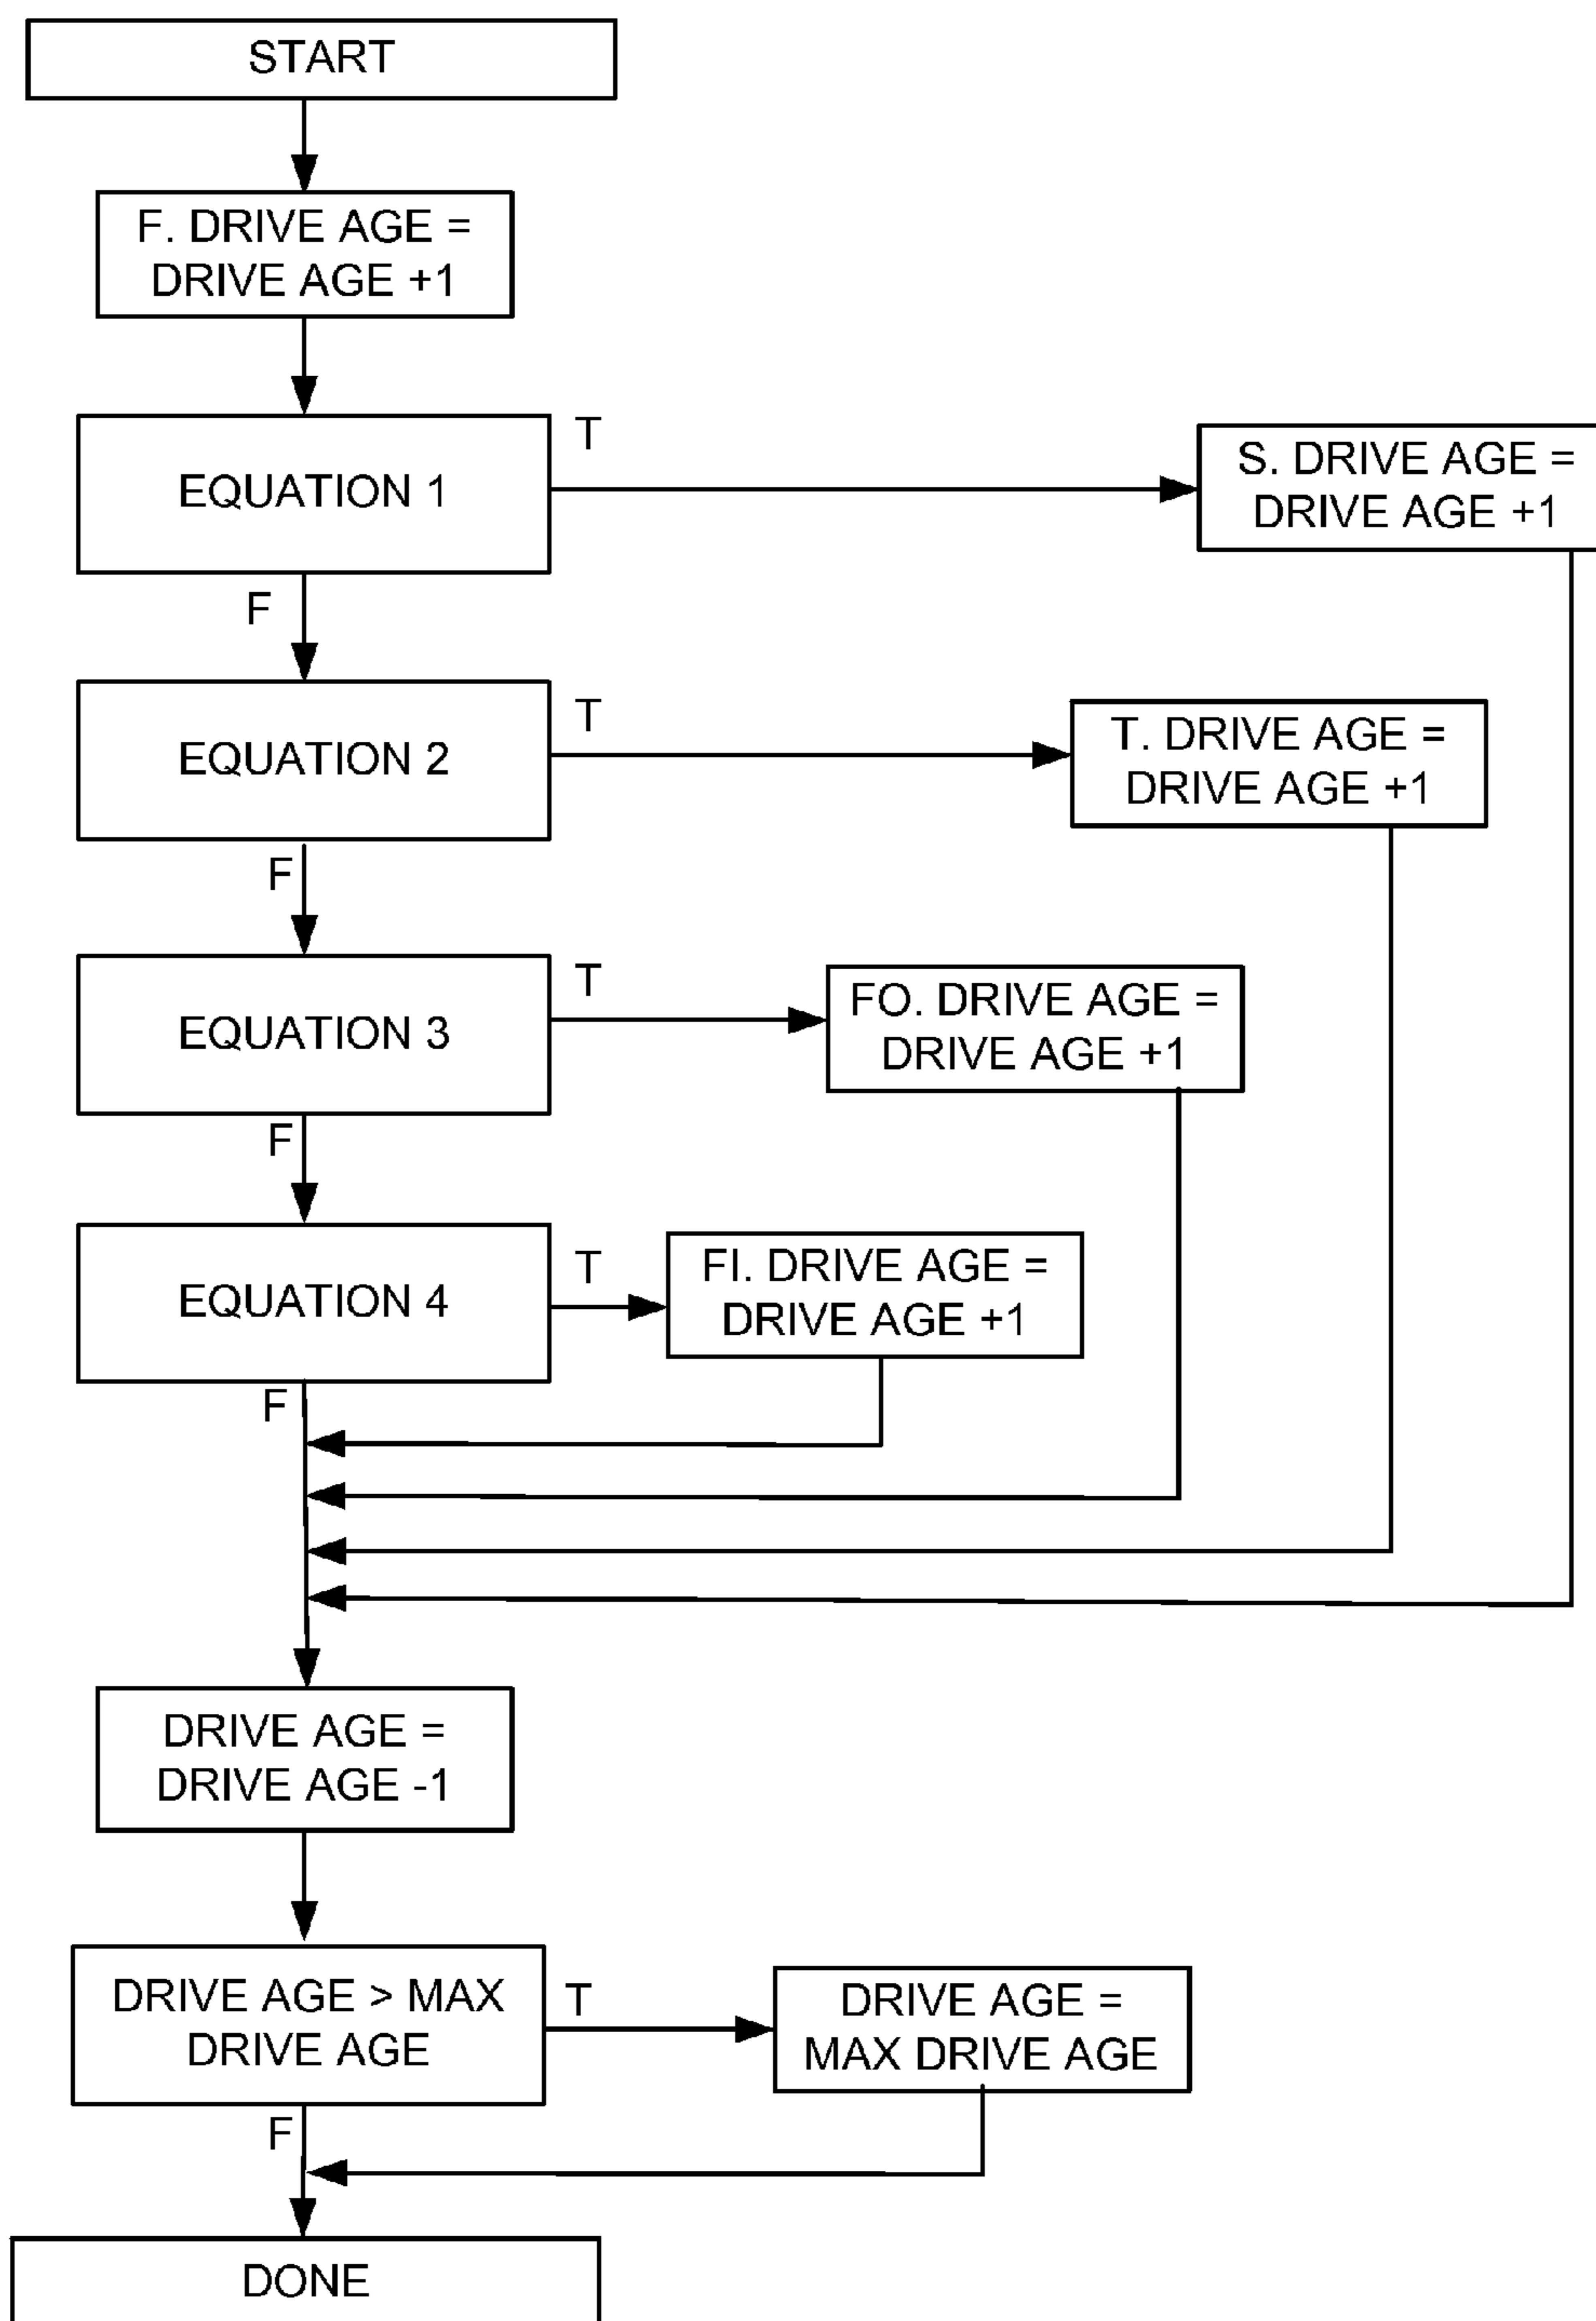 START
F. DRIVE AGE =
DRIVE AGE +1
EQUATION 1
T
S. DRIVE AGE =
DRIVE AGE +1
F
EQUATION 2
T
T. DRIVE AGE =
DRIVE AGE +1
F
EQUATION 3
T
FO. DRIVE AGE =
DRIVE AGE +1
F
EQUATION 4
T
FI. DRIVE AGE =
DRIVE AGE +1
F
DRIVE AGE =
DRIVE AGE -1
DRIVE AGE > MAX
DRIVE AGE
T
DRIVE AGE =
MAX DRIVE AGE
F
DONE